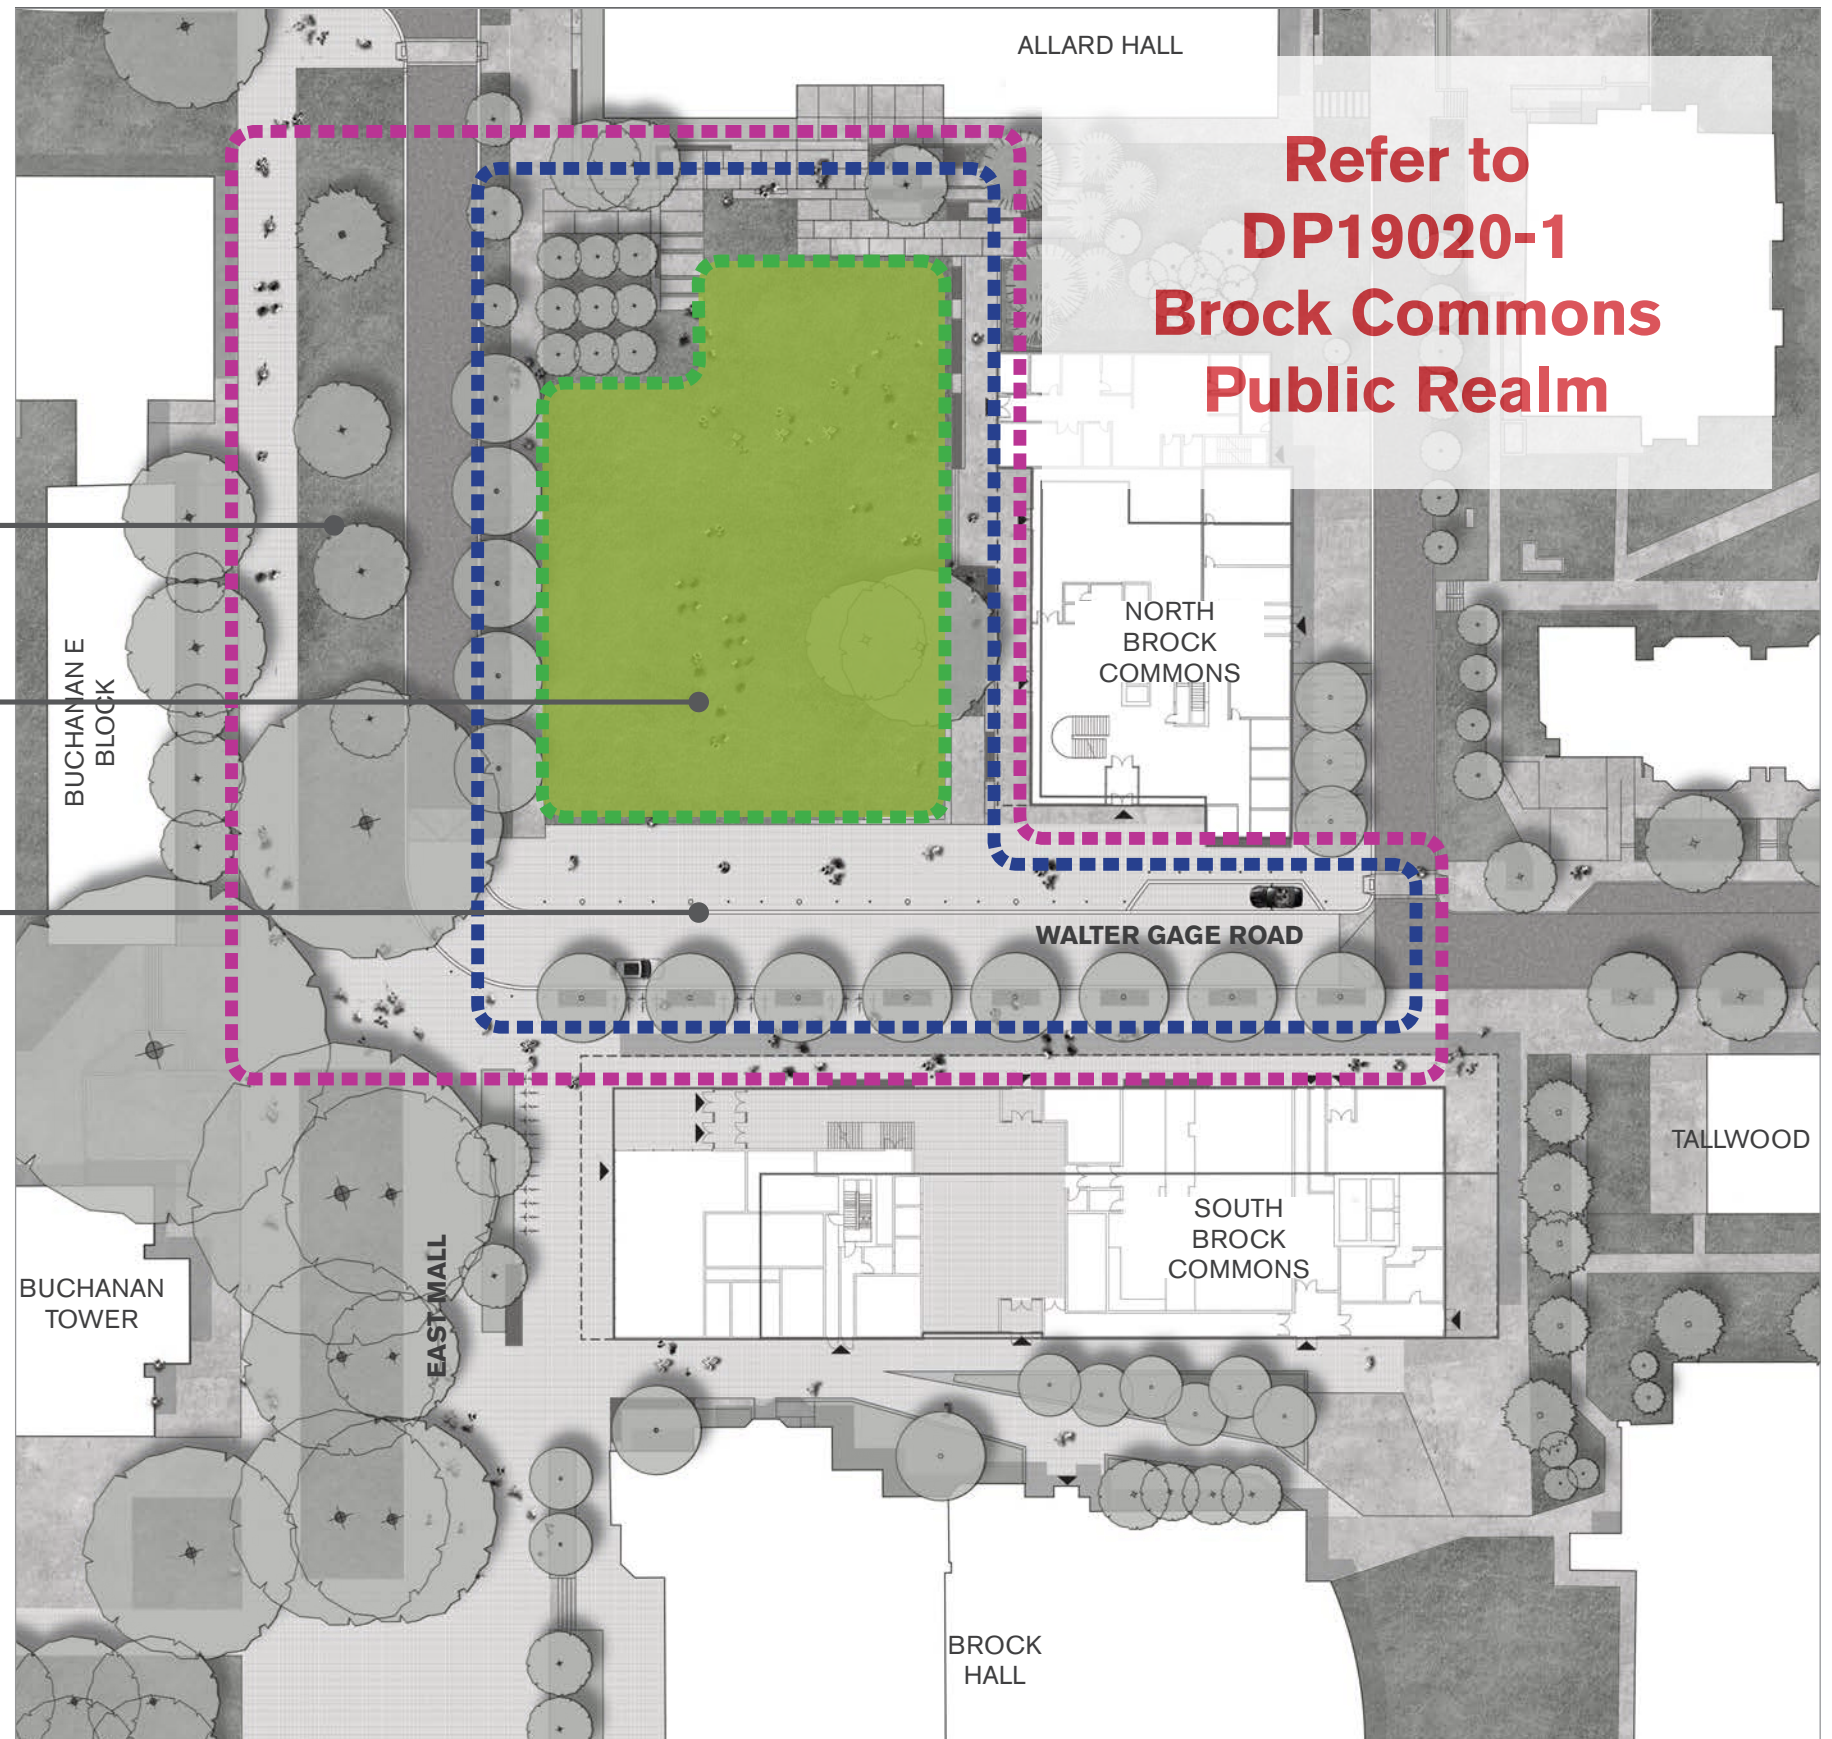 ALLARD HALL
Refer to
DP19020-1
Brock Commons
Public Realm
NORTH
BROCK
COMMONS
BUCHANAN E
BLOCK
WALTER GAGE ROAD
TALLWOOD
SOUTH
BROCK
COMMONS
BUCHANAN
TOWER
EAST MALL
BROCK
HALL